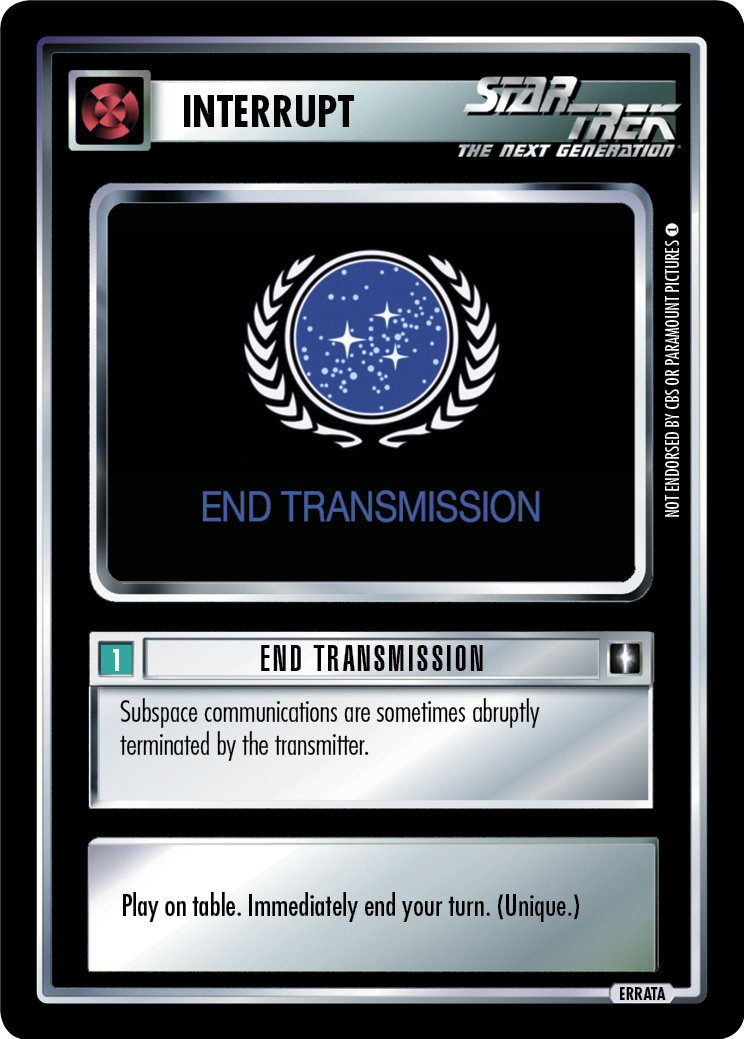 INTERRUPT
STAR TREK
THE NEXT GENERATION
NOT ENDORSED BY CBS OR PARAMOUNT PICTURES 1
END TRANSMISSION
1 END TRANSMISSION
Subspace communications are sometimes abruptly
terminated by the transmitter.
Play on table. Immediately end your turn. (Unique.)
ERRATA